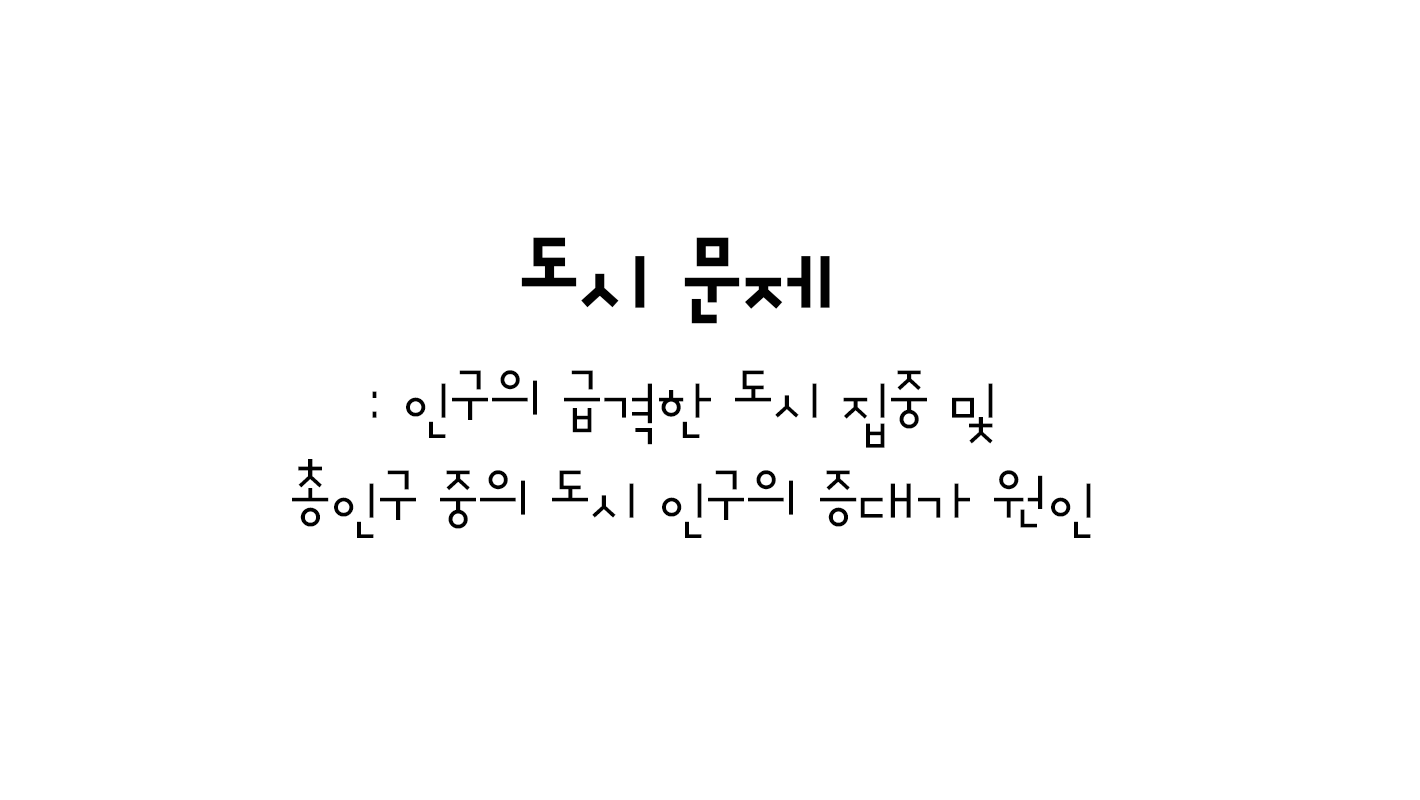 도시 문제
: 인구의 급격한 도시 집중 및
총인구 중의 도시 인구의 증대가 원인